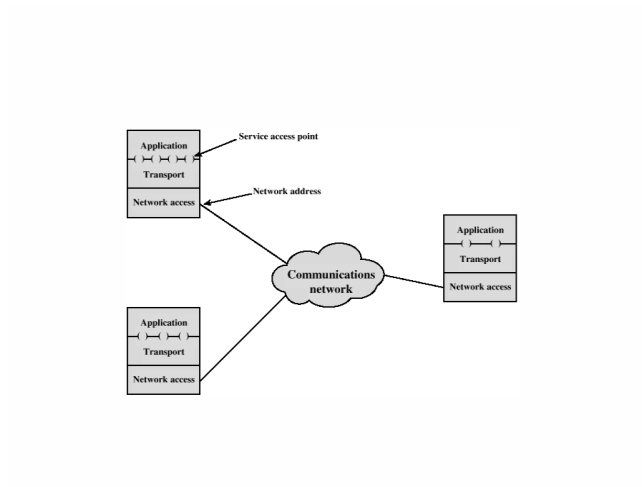 Service access point
Application
Transport
Network address
Network access
Application
Transport
Communications
network
Network access
Application
Transport
Network access